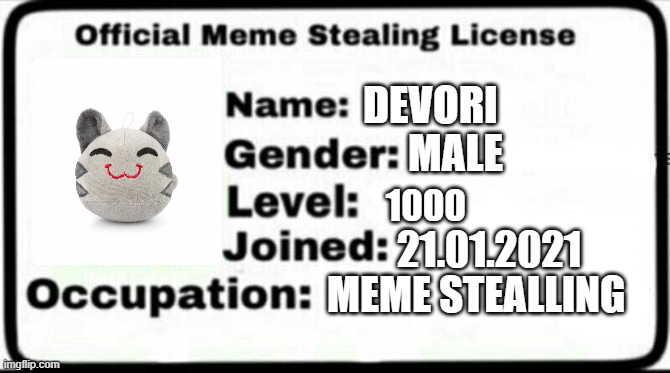 Official Meme Stealing License
Name: DEVORI
Gender: MALE
Level: 1000
Joined: 21.01.2021
Occupation: MEME STEALLING
imgflip.com